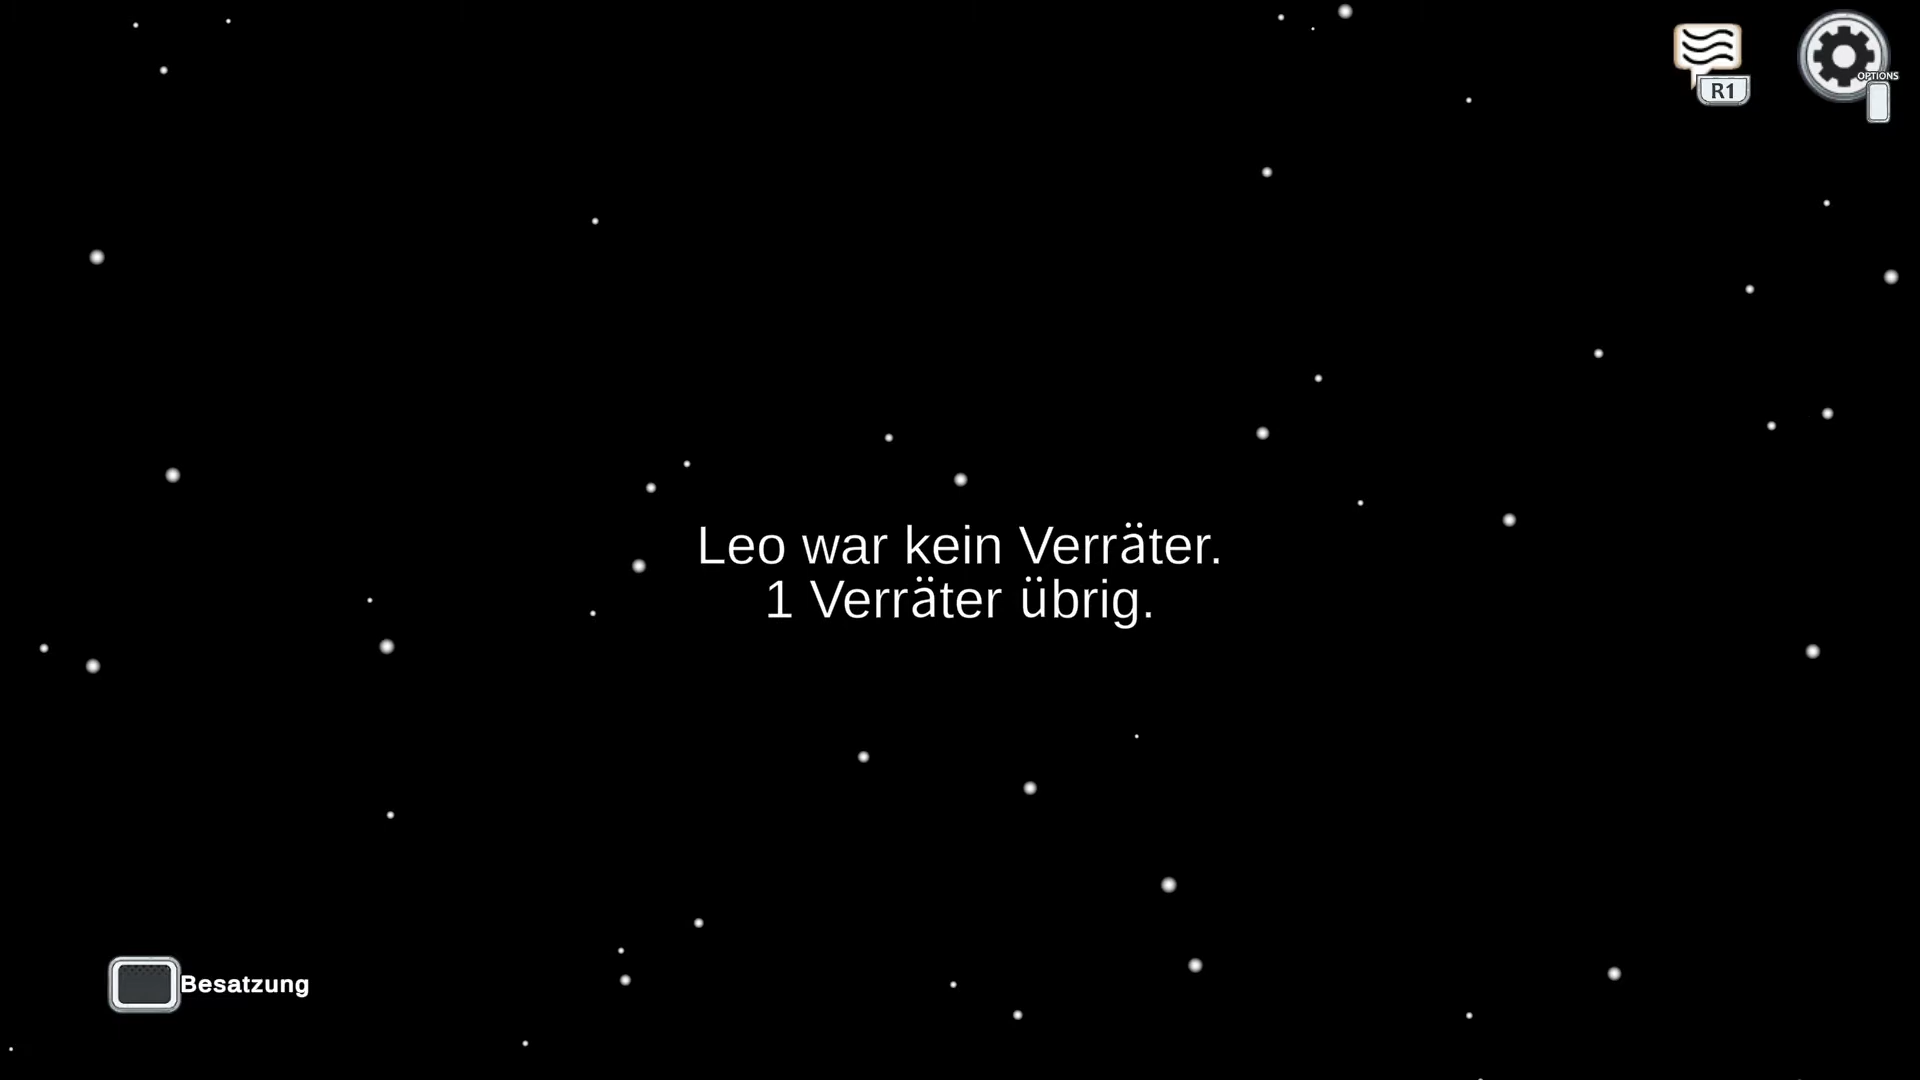 R1
OPTIONS
Leo war kein Verräter.
1 Verräter übrig.
Besatzung